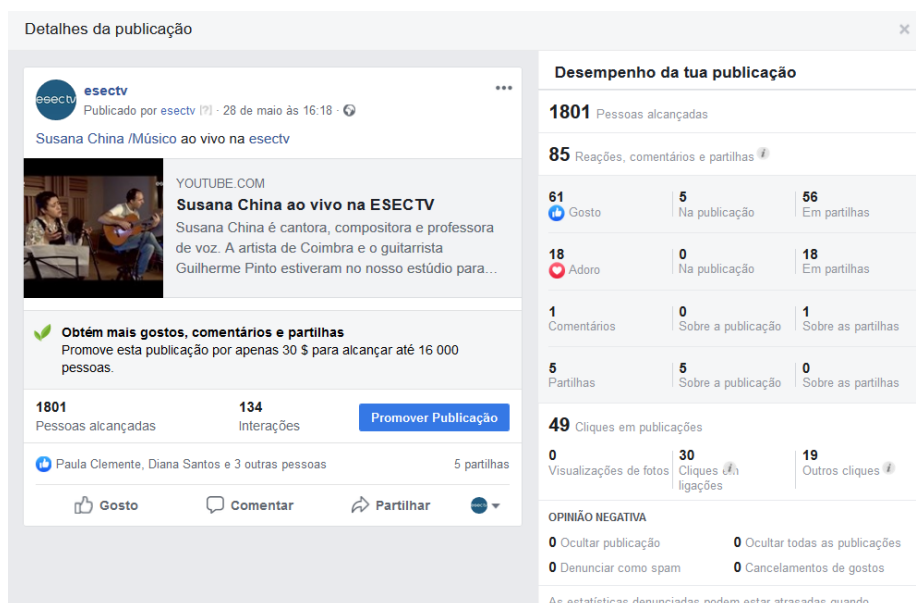 Detalhes da publicação
×
esectv
esectv
Publicado por esectv [?] · 28 de maio às 16:18 ·
Susana China /Músico ao vivo na esectv
YOUTUBE.COM
Susana China ao vivo na ESECTV
Susana China é cantora, compositora e professora
de voz. A artista de Coimbra e o guitarrista
Guilherme Pinto estiveram no nosso estúdio para...
Obtém mais gostos, comentários e partilhas
Promove esta publicação por apenas 30 $ para alcançar até 16 000
pessoas.
1801
Pessoas alcançadas
134
Interações
Promover Publicação
Paula Clemente, Diana Santos e 3 outras pessoas
5 partilhas
Gosto
Comentar
Partilhar
Desempenho da tua publicação
1801 Pessoas alcançadas
85 Reações, comentários e partilhas
61
Gosto
5
Na publicação
56
Em partilhas
18
Adoro
0
Na publicação
18
Em partilhas
1
Comentários
0
Sobre a publicação
1
Sobre as partilhas
5
Partilhas
5
Sobre a publicação
0
Sobre as partilhas
49 Cliques em publicações
0
Visualizações de fotos
30
Cliques em
ligações
19
Outros cliques
OPINIÃO NEGATIVA
0 Ocultar publicação
0 Ocultar todas as publicações
0 Denunciar como spam
0 Cancelamentos de gostos
As estatísticas denunciadas podem estar atrasadas quando